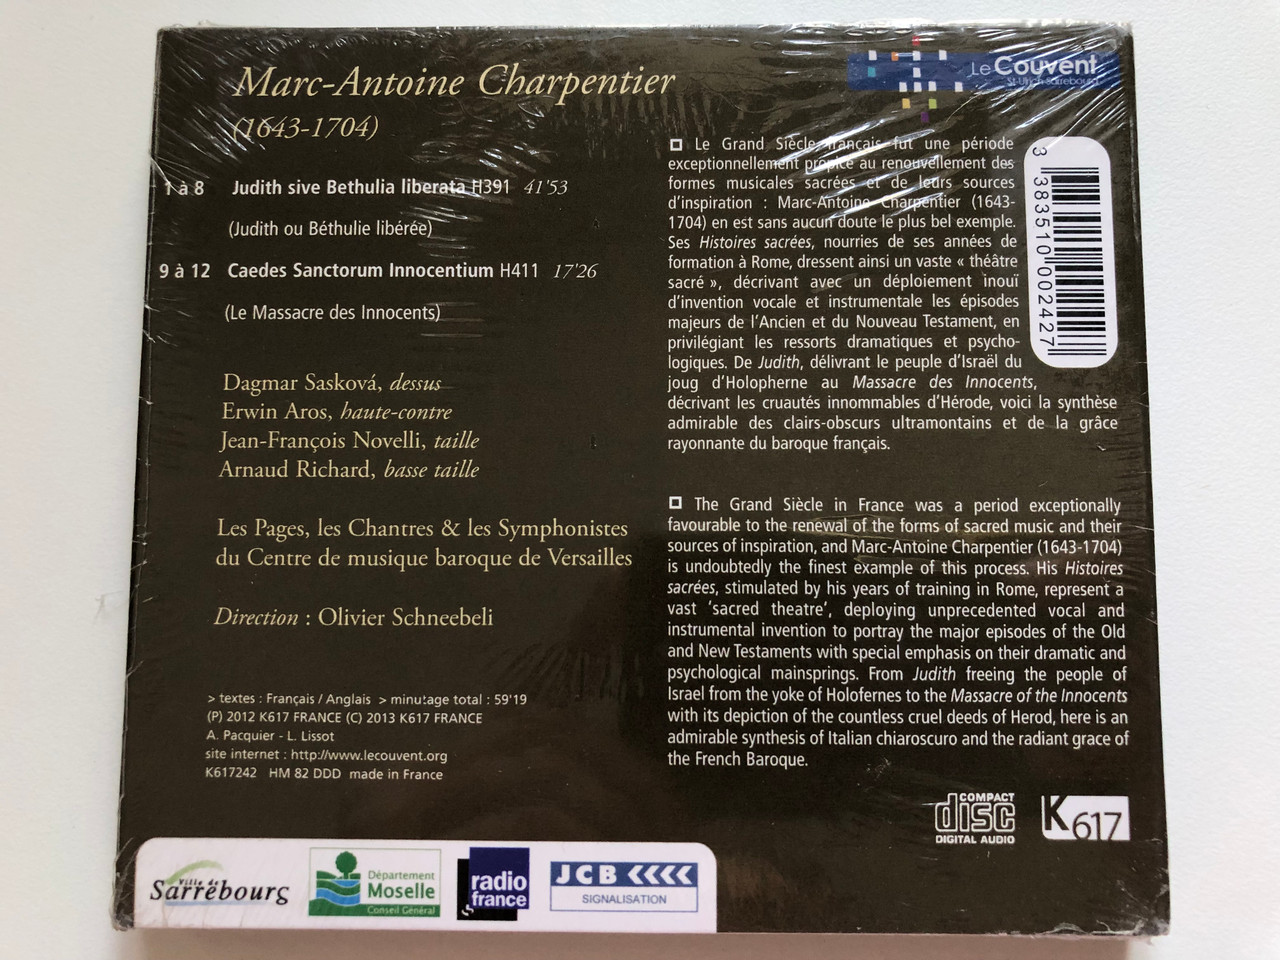 Marc-Antoine Charpentier
(1643-1704)
1 à 8 Judith sive Bethulia liberata H391 41'53
(Judith ou Béthulie libérée)
9 à 12 Caedes Sanctorum Innocentium H411 17'26
(Le Massacre des Innocents)
Dagmar Sasková, dessus
Erwin Aros, haute-contre
Jean-François Novelli, taille
Arnaud Richard, basse taille
Les Pages, les Chantres & les Symphonistes
du Centre de musique baroque de Versailles
Direction : Olivier Schneebeli
> textes : Français / Anglais > minutage total : 59'19
(P) 2012 K617 FRANCE (C) 2013 K617 FRANCE
A. Pacquier - L. Lissot
site internet : http://www.lecouvent.org
K617242 HM 82 DDD made in France
Le Couvent
St Ulrich Sarrebourg
Le Grand Siècle français fut une période
exceptionnellement propice au renouvellement des
formes musicales sacrées et de leurs sources
d'inspiration : Marc-Antoine Charpentier (1643-
1704) en est sans aucun doute le plus bel exemple.
Ses Histoires sacrées, nourries de ses années de
formation à Rome, dressent ainsi un vaste « théâtre
sacré », décrivant avec un déploiement inouï
d'invention vocale et instrumentale les épisodes
majeurs de l'Ancien et du Nouveau Testament, en
privilégiant les ressorts dramatiques et psycho-
logiques. De Judith, délivrant le peuple d'Israël du
joug d'Holopherne au Massacre des Innocents,
décrivant les cruautés innommables d'Hérode, voici la synthèse
admirable des clairs-obscurs ultramontains et de la grâce
rayonnante du baroque français.
3 383510 002427
The Grand Siècle in France was a period exceptionally
favourable to the renewal of the forms of sacred music and their
sources of inspiration, and Marc-Antoine Charpentier (1643-1704)
is undoubtedly the finest example of this process. His Histoires
sacrées, stimulated by his years of training in Rome, represent a
vast 'sacred theatre', deploying unprecedented vocal and
instrumental invention to portray the major episodes of the Old
and New Testaments with special emphasis on their dramatic and
psychological mainsprings. From Judith freeing the people of
Israel from the yoke of Holofernes to the Massacre of the Innocents
with its depiction of the countless cruel deeds of Herod, here is an
admirable synthesis of Italian chiaroscuro and the radiant grace of
the French Baroque.
COMPACT
disc
DIGITAL AUDIO
K617
Ville de
Sarrebourg
Département
Moselle
Conseil Général
radio
france
JCB
SIGNALISATION